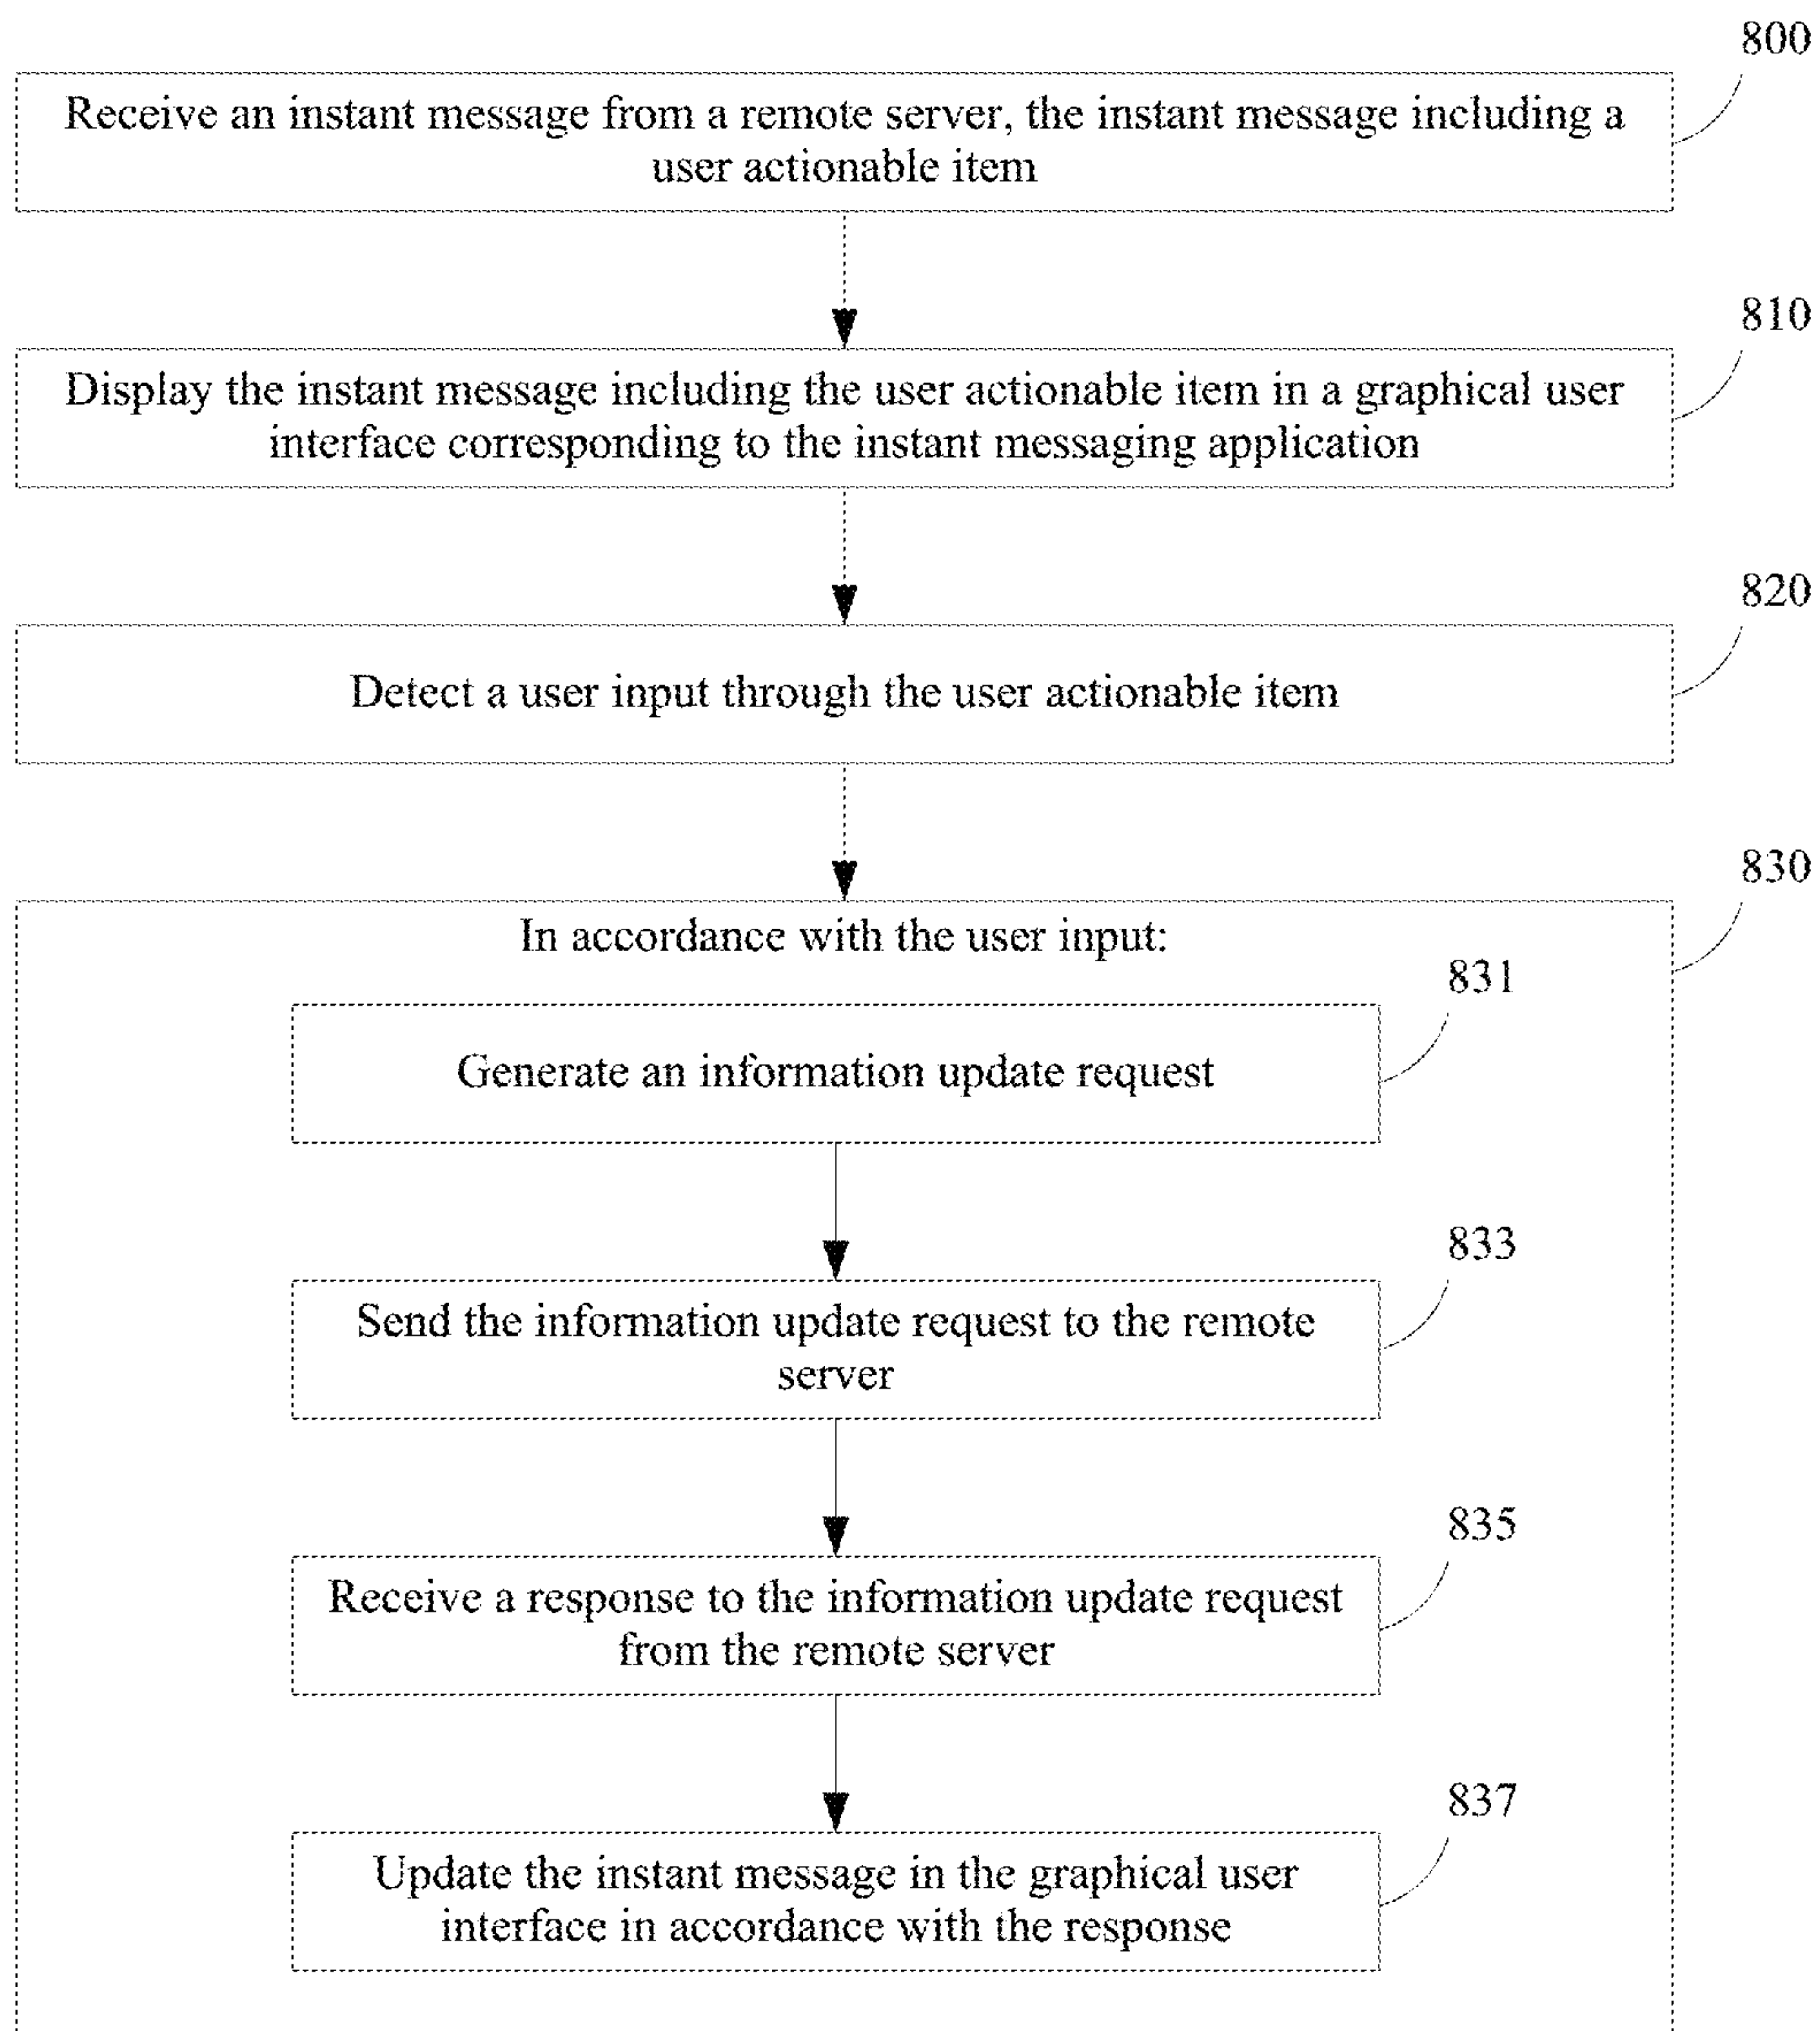 800
Receive an instant message from a remote server, the instant message including a
user actionable item
810
Display the instant message including the user actionable item in a graphical user
interface corresponding to the instant messaging application
820
Detect a user input through the user actionable item
830
In accordance with the user input:
831
Generate an information update request
833
Send the information update request to the remote
server
835
Receive a response to the information update request
from the remote server
837
Update the instant message in the graphical user
interface in accordance with the response